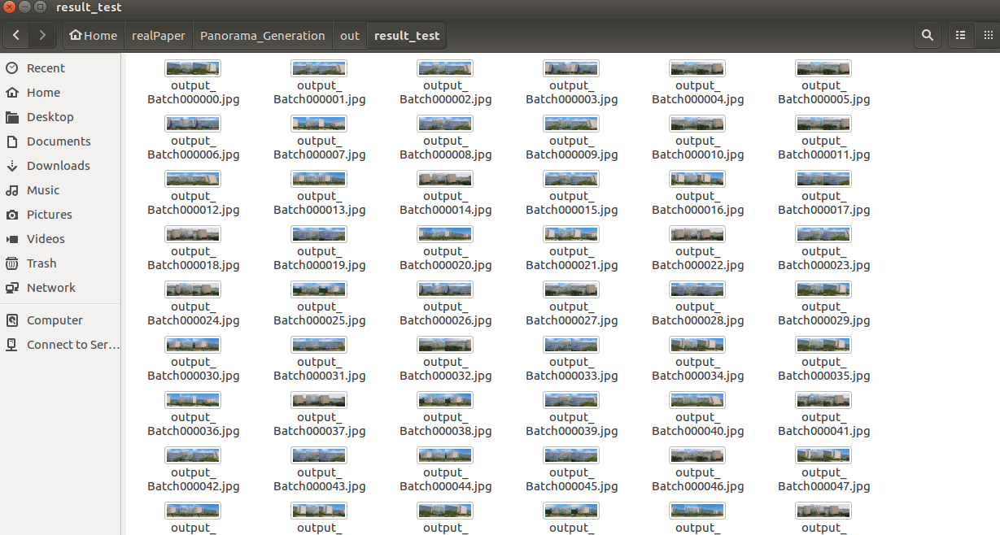 result_test
Home realPaper Panorama_Generation out result_test
Recent
Home
Desktop
Documents
Downloads
Music
Pictures
Videos
Trash
Network
Computer
Connect to Ser...
output_ output_ output_ output_ output_ output_
Batch000000.jpg Batch000001.jpg Batch000002.jpg Batch000003.jpg Batch000004.jpg Batch000005.jpg
output_ output_ output_ output_ output_ output_
Batch000006.jpg Batch000007.jpg Batch000008.jpg Batch000009.jpg Batch000010.jpg Batch000011.jpg
output_ output_ output_ output_ output_ output_
Batch000012.jpg Batch000013.jpg Batch000014.jpg Batch000015.jpg Batch000016.jpg Batch000017.jpg
output_ output_ output_ output_ output_ output_
Batch000018.jpg Batch000019.jpg Batch000020.jpg Batch000021.jpg Batch000022.jpg Batch000023.jpg
output_ output_ output_ output_ output_ output_
Batch000024.jpg Batch000025.jpg Batch000026.jpg Batch000027.jpg Batch000028.jpg Batch000029.jpg
output_ output_ output_ output_ output_ output_
Batch000030.jpg Batch000031.jpg Batch000032.jpg Batch000033.jpg Batch000034.jpg Batch000035.jpg
output_ output_ output_ output_ output_ output_
Batch000036.jpg Batch000037.jpg Batch000038.jpg Batch000039.jpg Batch000040.jpg Batch000041.jpg
output_ output_ output_ output_ output_ output_
Batch000042.jpg Batch000043.jpg Batch000044.jpg Batch000045.jpg Batch000046.jpg Batch000047.jpg
output_ output_ output_ output_ output_ output_